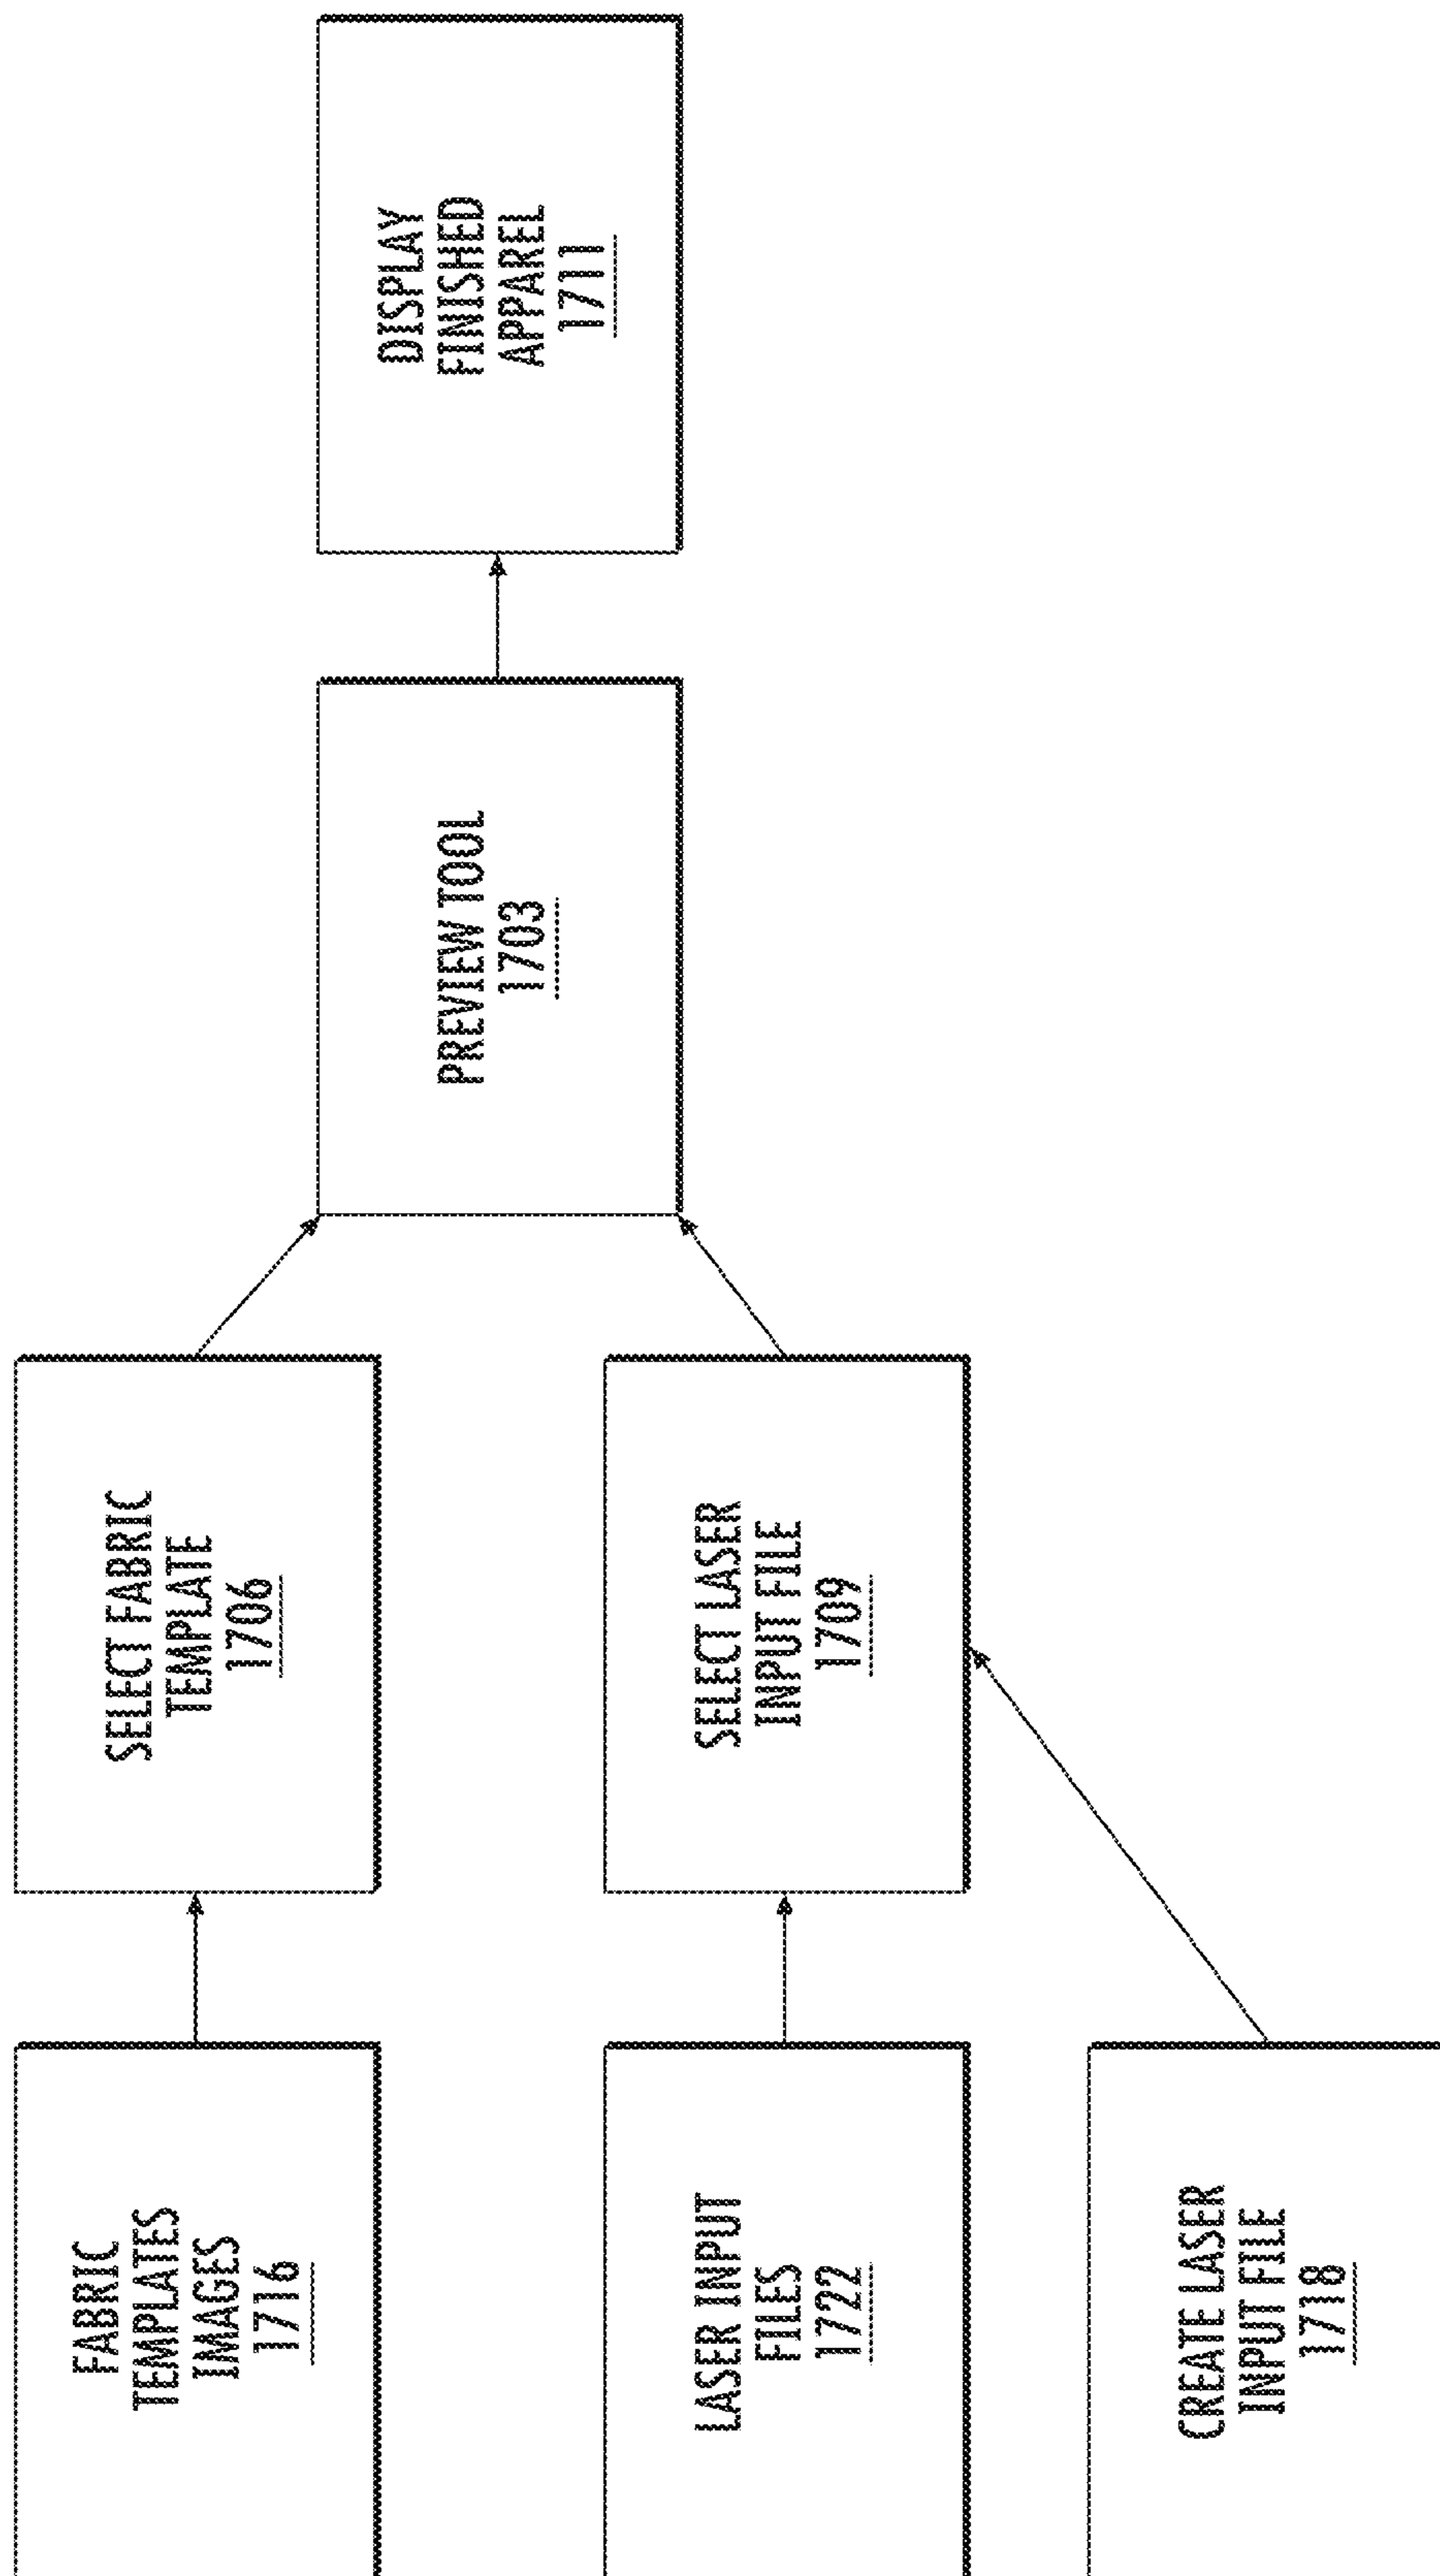 FABRIC
TEMPLATES
IMAGES
1716
SELECT FABRIC
TEMPLATE
1706
LASER INPUT
FILES
1722
SELECT LASER
INPUT FILE
1709
CREATE LASER
INPUT FILE
1718
PREVIEW TOOL
1703
DISPLAY
FINISHED
APPAREL
1711